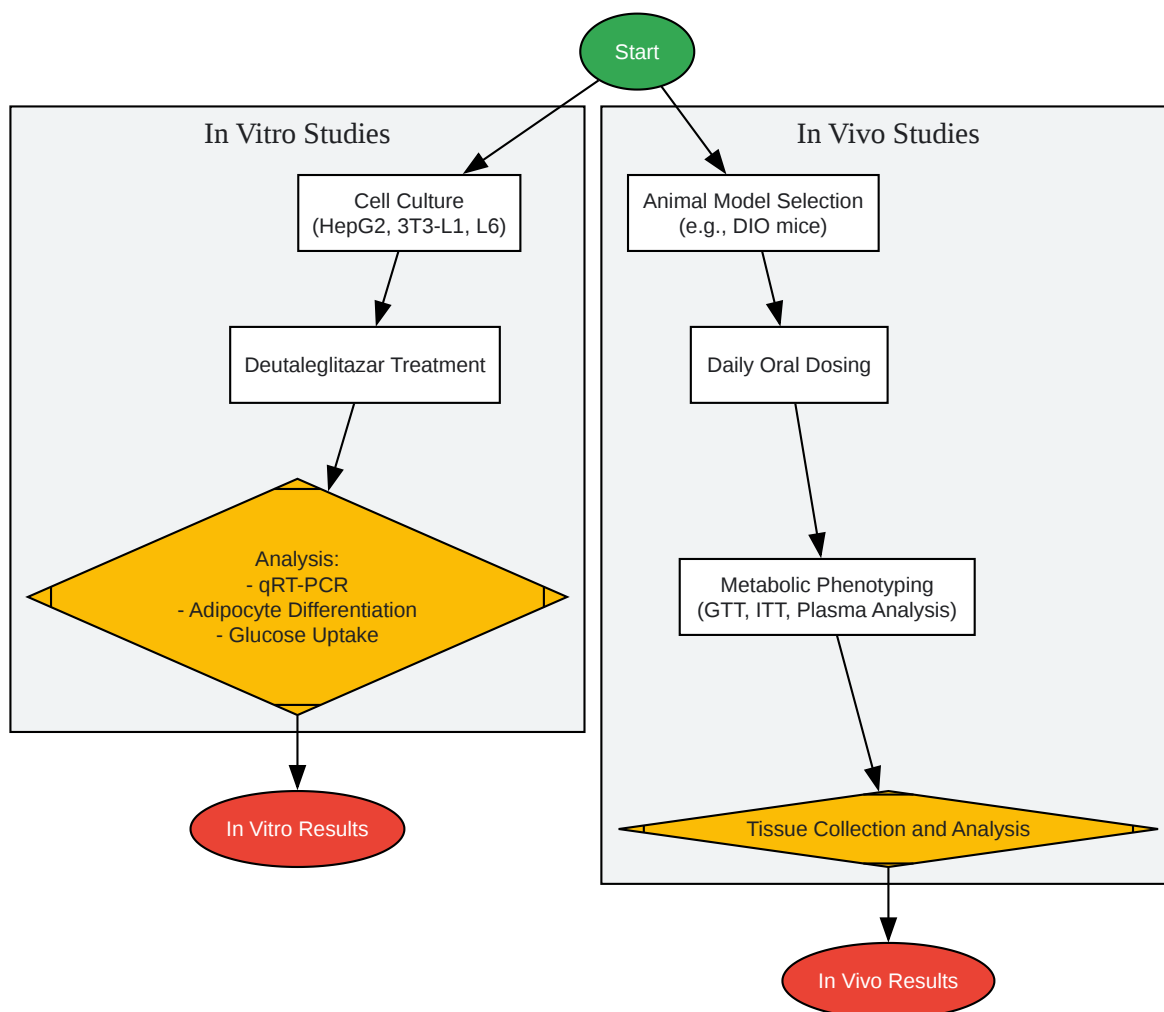 Start
In Vitro Studies
Cell Culture
(HepG2, 3T3-L1, L6)
Deutaleglitazar Treatment
Analysis:
- qRT-PCR
- Adipocyte Differentiation
- Glucose Uptake
In Vitro Results
In Vivo Studies
Animal Model Selection
(e.g., DIO mice)
Daily Oral Dosing
Metabolic Phenotyping
(GTT, ITT, Plasma Analysis)
Tissue Collection and Analysis
In Vivo Results